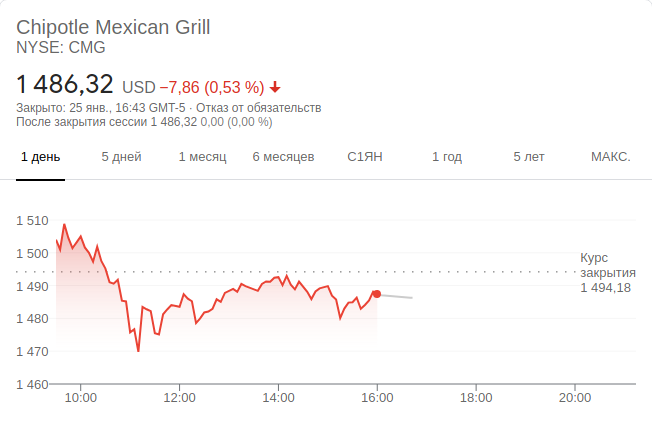 Chipotle Mexican Grill
NYSE: CMG
1 486,32 USD −7,86 (0,53 %)
Закрыто: 25 янв., 16:43 GMT-5 · Отказ от обязательств
После закрытия сессии 1 486,32 0,00 (0,00 %)
1 день 5 дней 1 месяц 6 месяцев С1ЯН 1 год 5 лет МАКС.
1 510
1 500
1 490
1 480
1 470
1 460
Курс
закрытия
1 494,18
10:00 12:00 14:00 16:00 18:00 20:00